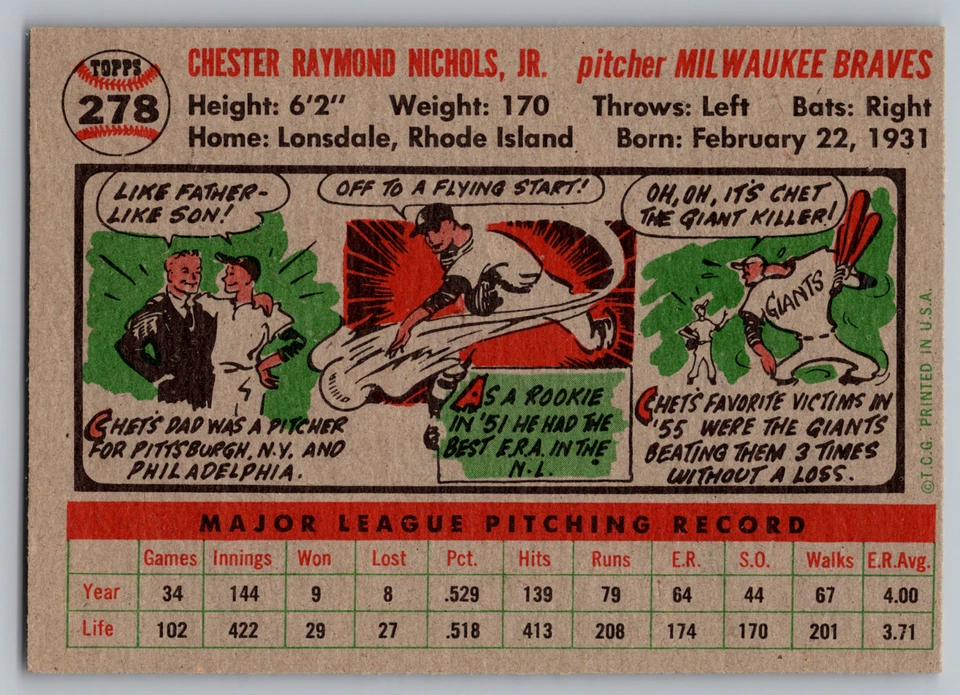 TOPPS
278
CHESTER RAYMOND NICHOLS, JR. pitcher MILWAUKEE BRAVES
Height: 6'2" Weight: 170 Throws: Left Bats: Right
Home: Lonsdale, Rhode Island Born: February 22, 1931
LIKE FATHER-
LIKE SON!
CHET'S DAD WAS A PITCHER
FOR PITTSBURGH, N.Y. AND
PHILADELPHIA.
OFF TO A FLYING START!
AS A ROOKIE
IN '51 HE HAD THE
BEST E.R.A. IN THE
N.L.
OH, OH, IT'S CHET
THE GIANT KILLER!
GIANTS
CHET'S FAVORITE VICTIMS IN
'55 WERE THE GIANTS
BEATING THEM 3 TIMES
WITHOUT A LOSS.
©T.C.G. PRINTED IN U.S.A.
MAJOR LEAGUE PITCHING RECORD
Games Innings Won Lost Pct. Hits Runs E.R. S.O. Walks E.R.Avg.
Year 34 144 9 8 .529 139 79 64 44 67 4.00
Life 102 422 29 27 .518 413 208 174 170 201 3.71